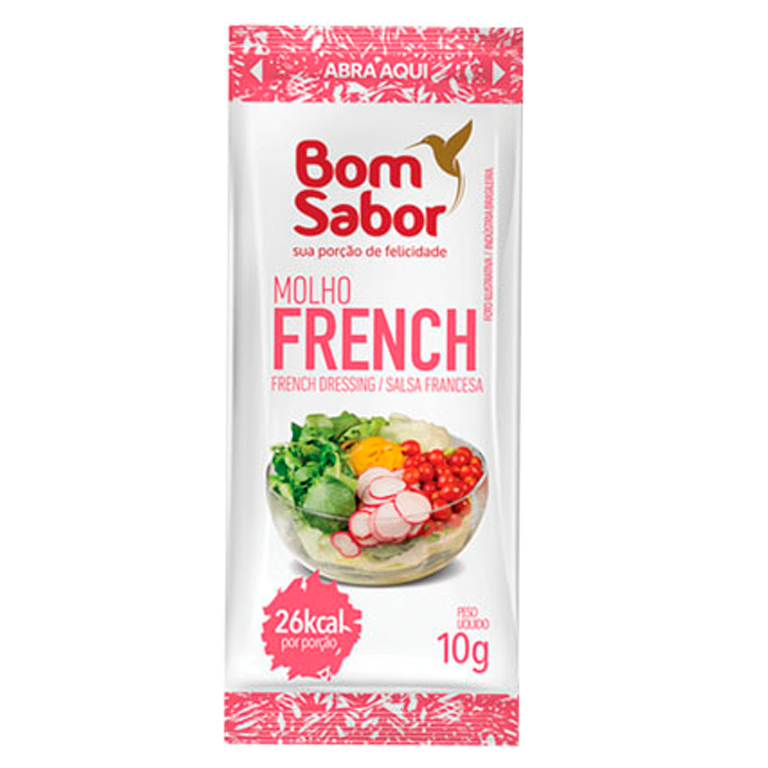 ABRA AQUI
Bom
Sabor
sua porção de felicidade
MOLHO
FRENCH
FRENCH DRESSING / SALSA FRANCESA
FOTO ILUSTRATIVA / INDÚSTRIA BRASILEIRA
26kcal
por porção
PESO
LÍQUIDO
10g